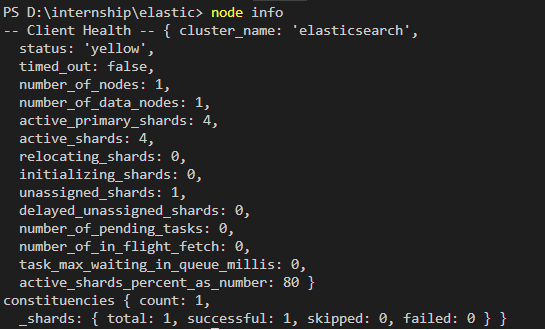 PS D:\internship\elastic> node info
-- Client Health -- { cluster_name: 'elasticsearch',
  status: 'yellow',
  timed_out: false,
  number_of_nodes: 1,
  number_of_data_nodes: 1,
  active_primary_shards: 4,
  active_shards: 4,
  relocating_shards: 0,
  initializing_shards: 0,
  unassigned_shards: 1,
  delayed_unassigned_shards: 0,
  number_of_pending_tasks: 0,
  number_of_in_flight_fetch: 0,
  task_max_waiting_in_queue_millis: 0,
  active_shards_percent_as_number: 80 }
constituencies { count: 1,
  _shards: { total: 1, successful: 1, skipped: 0, failed: 0 } }